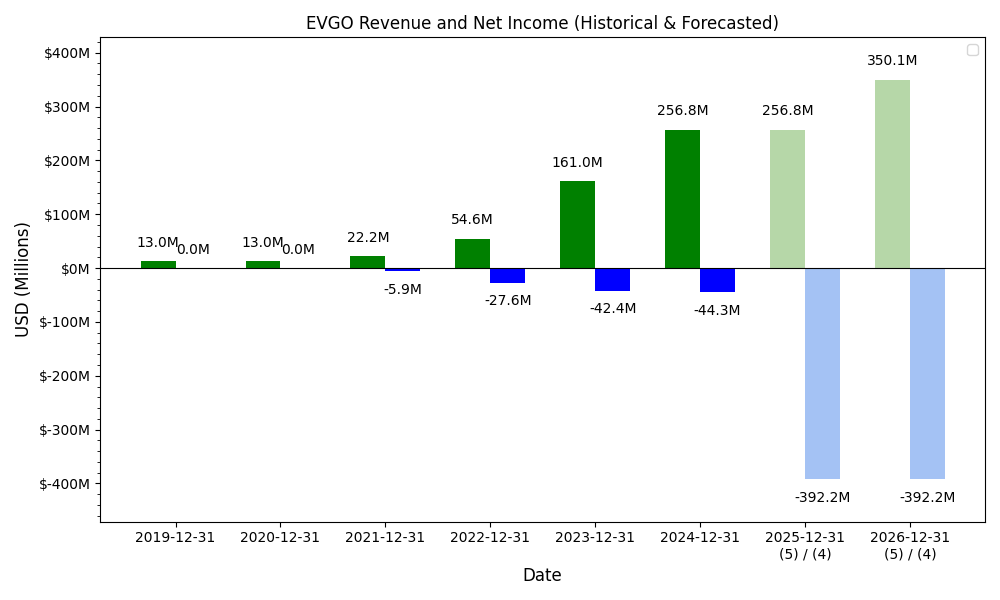 EVGO Revenue and Net Income (Historical & Forecasted)
$400M
$300M
$200M
$100M
$0M
$-100M
$-200M
$-300M
$-400M
USD (Millions)
13.0M
0.0M
13.0M
0.0M
22.2M
-5.9M
54.6M
-27.6M
161.0M
-42.4M
256.8M
-44.3M
256.8M
-392.2M
350.1M
-392.2M
2019-12-31
2020-12-31
2021-12-31
2022-12-31
2023-12-31
2024-12-31
2025-12-31
(5) / (4)
2026-12-31
(5) / (4)
Date